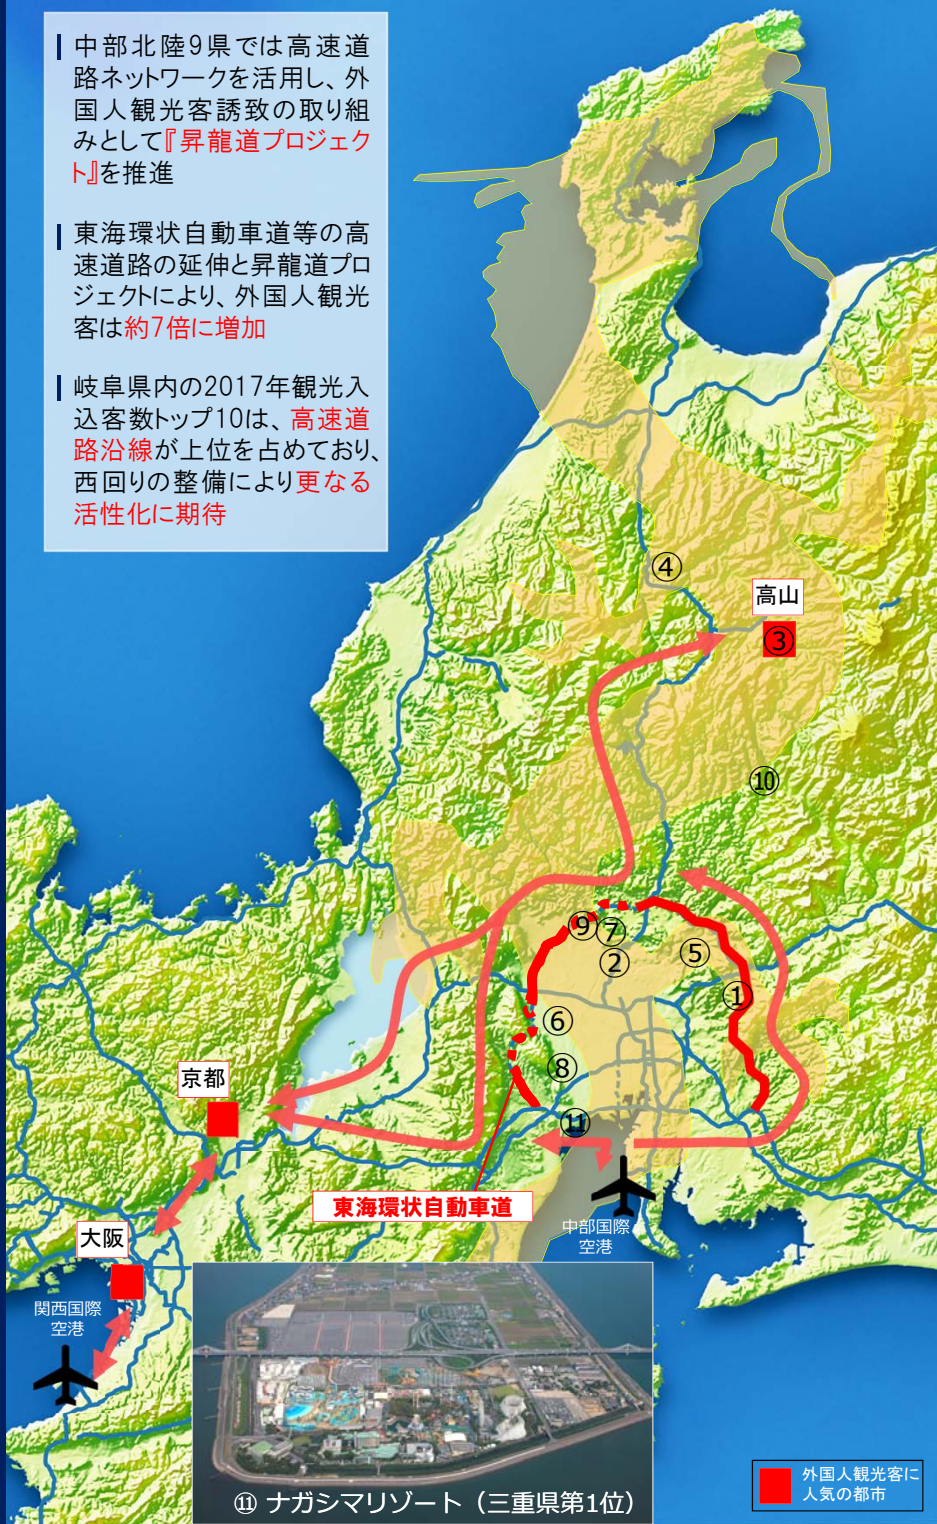 中部北陸9県では高速道
路ネットワークを活用し、外
国人観光客誘致の取り組
みとして『昇龍道プロジェク
ト』を推進
東海環状自動車道等の高
速道路の延伸と昇龍道プロ
ジェクトにより、外国人観光
客は約7倍に増加
岐阜県内の2017年観光入
込客数トップ10は、高速道
路沿線が上位を占めており、
西回りの整備により更なる
活性化に期待
④
高山
③
⑩
⑨
⑦
②
⑤
①
⑥
⑧
⑪
京都
東海環状自動車道
中部国際
空港
大阪
関西国際
空港
⑪ ナガシマリゾート（三重県第1位）
外国人観光客に
人気の都市